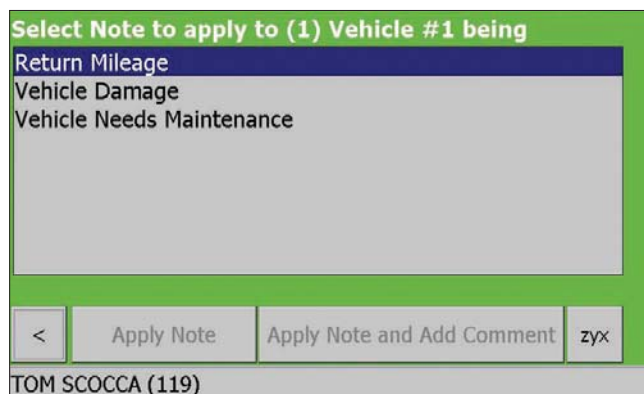 Select Note to apply to (1) Vehicle #1 being
Return Mileage
Vehicle Damage
Vehicle Needs Maintenance
< Apply Note Apply Note and Add Comment zyx
TOM SCOCCA (119)